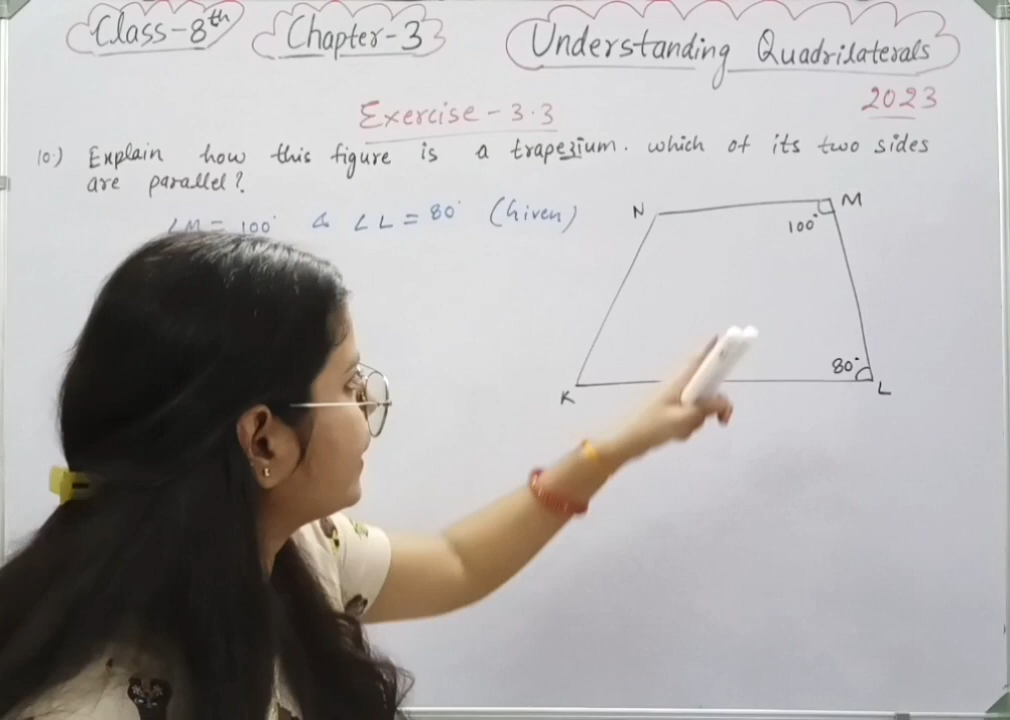 Class-8th Chapter-3 Understanding Quadrilaterals
2023
Exercise-3.3
10.) Explain how this figure is a trapezium. which of its two sides
are parallel?
∠M = 100° & ∠L = 80° (Given)
N M
100°
80°
K L